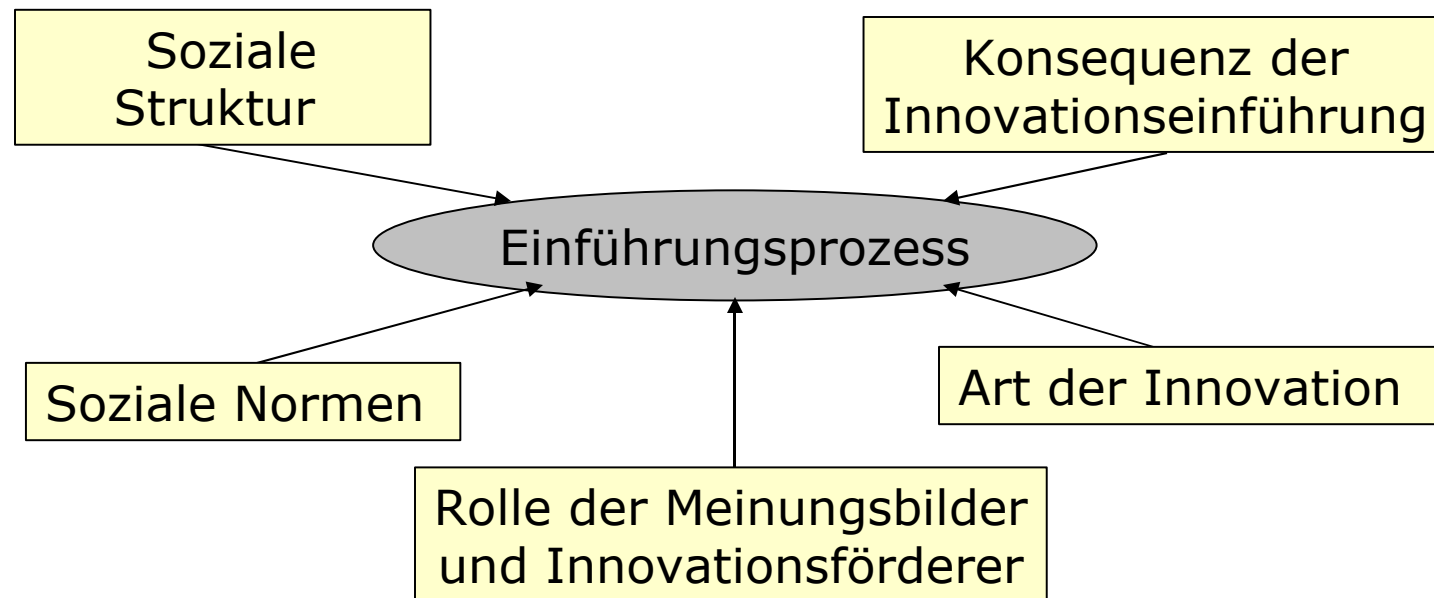 Soziale
Struktur
Konsequenz der
Innovationseinführung
Einführungsprozess
Soziale Normen
Art der Innovation
Rolle der Meinungsbilder
und Innovationsförderer